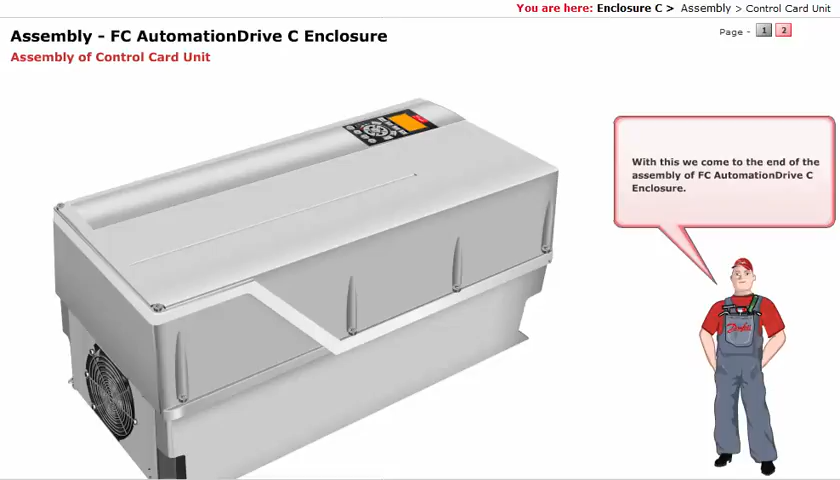 You are here: Enclosure C > Assembly > Control Card Unit
Assembly - FC AutomationDrive C Enclosure
Page - 1 2
Assembly of Control Card Unit
With this we come to the end of the
assembly of FC AutomationDrive C
Enclosure.
Danfoss